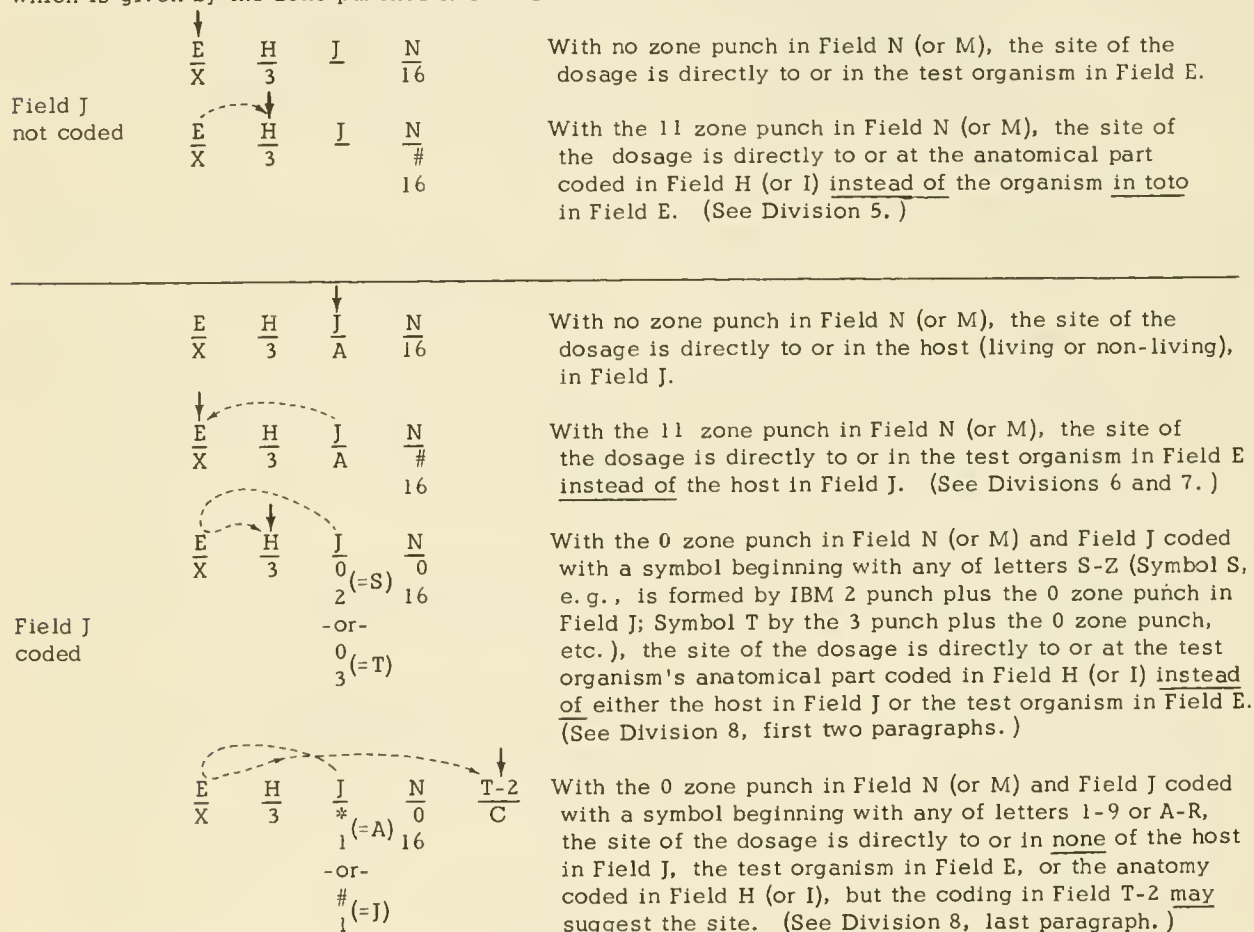 which is given by the zone
E H J N With no zone punch in Field N (or M), the site of the
X 3 16 dosage is directly to or in the test organism in Field E.
Field J
not coded E H J N With the 11 zone punch in Field N (or M), the site of
X 3 # the dosage is directly to or at the anatomical part
16 coded in Field H (or I) instead of the organism in toto
in Field E. (See Division 5.)
E H J N With no zone punch in Field N (or M), the site of the
X 3 A 16 dosage is directly to or in the host (living or non-living),
in Field J.
E H J N With the 11 zone punch in Field N (or M), the site of
X 3 A # the dosage is directly to or in the test organism in Field E
16 instead of the host in Field J. (See Divisions 6 and 7.)
E H J N With the 0 zone punch in Field N (or M) and Field J coded
X 3 0 0 with a symbol beginning with any of letters S-Z (Symbol S,
2 (=S) 16 e.g., is formed by IBM 2 punch plus the 0 zone punch in
Field J Field J; Symbol T by the 3 punch plus the 0 zone punch,
coded -or- etc.), the site of the dosage is directly to or at the test
0 organism's anatomical part coded in Field H (or I) instead
3 (=T) of either the host in Field J or the test organism in Field E.
(See Division 8, first two paragraphs.)
E H J N T-2 With the 0 zone punch in Field N (or M) and Field J coded
X 3 * 0 C with a symbol beginning with any of letters 1-9 or A-R,
1 (=A) 16 the site of the dosage is directly to or in none of the host
-or- in Field J, the test organism in Field E, or the anatomy
# coded in Field H (or I), but the coding in Field T-2 may
1 (=J) suggest the site. (See Division 8, last paragraph.)